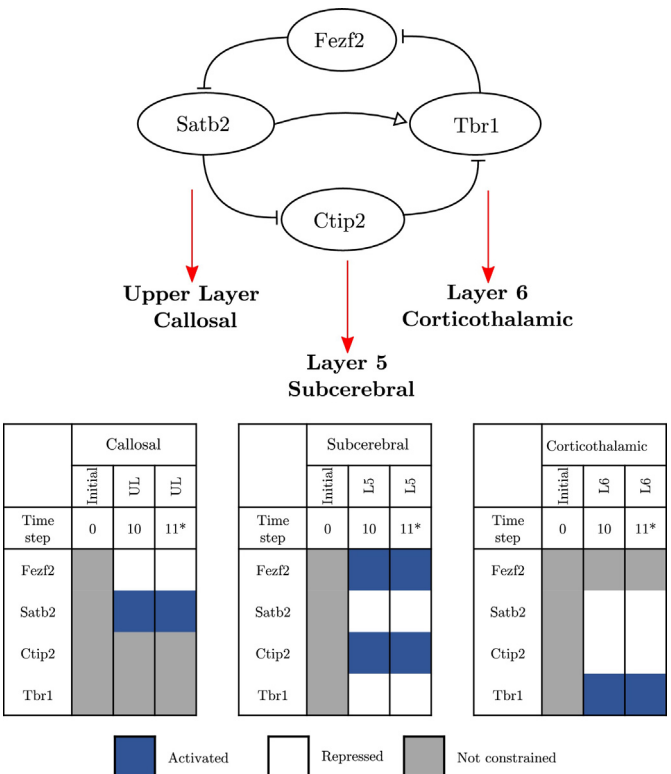 Fezf2
Satb2
Tbr1
Ctip2
Upper Layer
Callosal
Layer 6
Corticothalamic
Layer 5
Subcerebral
Callosal
Initial
UL
UL
Time
step
0
10
11*
Fezf2
Satb2
Ctip2
Tbr1
Subcerebral
Initial
L5
L5
Time
step
0
10
11*
Fezf2
Satb2
Ctip2
Tbr1
Corticothalamic
Initial
L6
L6
Time
step
0
10
11*
Fezf2
Satb2
Ctip2
Tbr1
Activated
Repressed
Not constrained